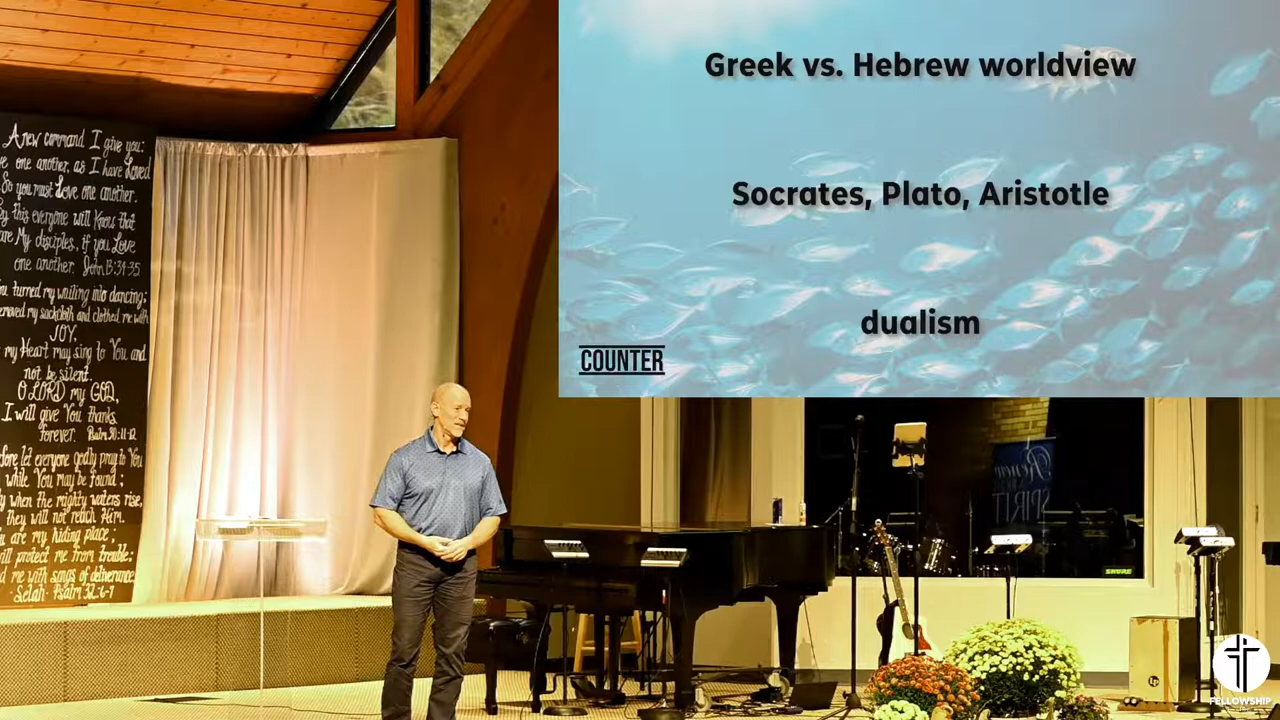 A new command I give you:
one another, as I have Loved
So you must Love one another.
By this everyone will Know that
are My disciples, if you Love
one another. John 13:34-35
turned my wailing into dancing;
removed my sackcloth and clothed me with
JOY,
my Heart may sing to You and
not be silent.
O LORD my GOD,
I will give You thanks
forever. Psalm 30:11-12
let everyone godly pray to You
while You may be found;
when the mighty waters rise,
they will not reach Him.
are my hiding place;
will protect me from trouble;
me with songs of deliverance
- Selah - Psalm 32:6-7
Greek vs. Hebrew worldview
Socrates, Plato, Aristotle
dualism
COUNTER
SPIRIT
SHURE
FELLOWSHIP